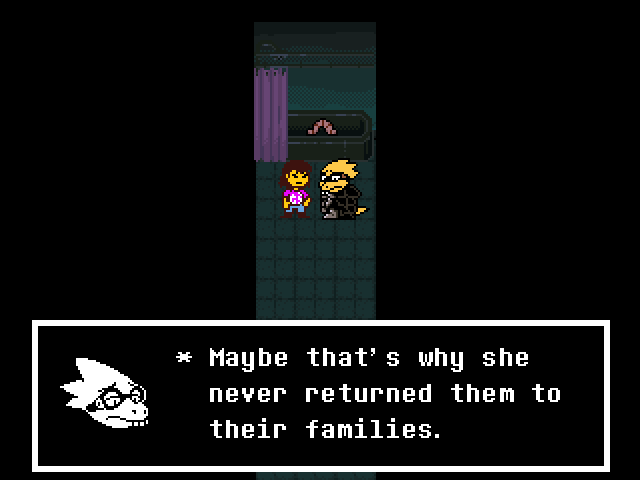 * Maybe that's why she
never returned them to
their families.